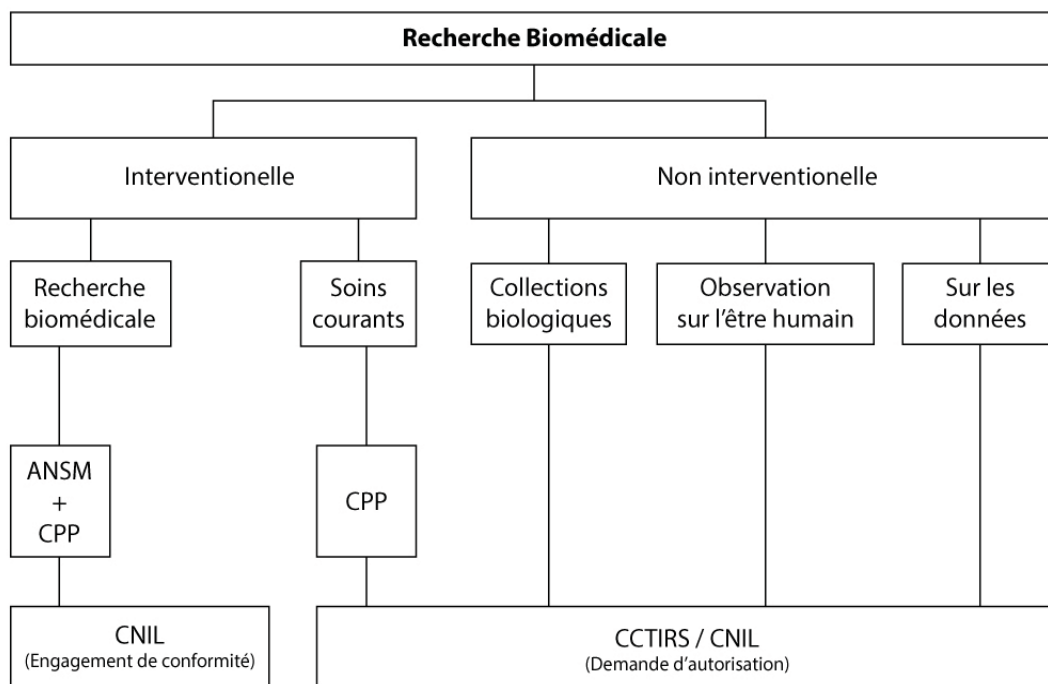 Recherche Biomédicale
Interventionelle
Non interventionelle
Recherche
biomédicale
Soins
courants
Collections
biologiques
Observation
sur l'être humain
Sur les
données
ANSM
+
CPP
CPP
CNIL
(Engagement de conformité)
CCTIRS / CNIL
(Demande d'autorisation)